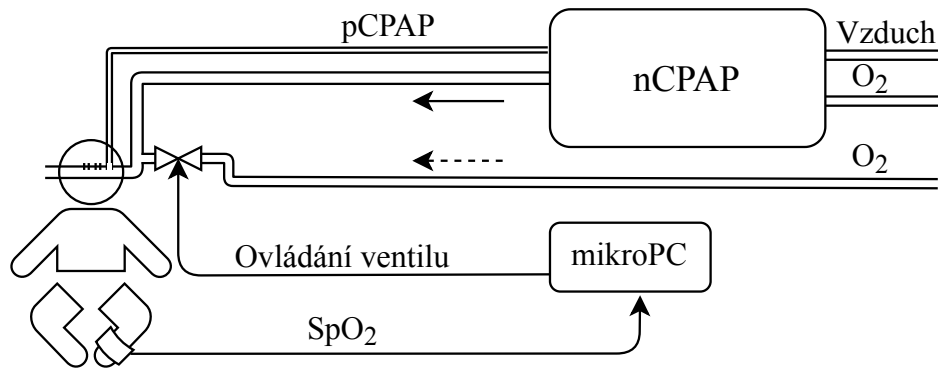 pCPAP
Vzduch
nCPAP
O2
O2
Ovládání ventilu
mikroPC
SpO2